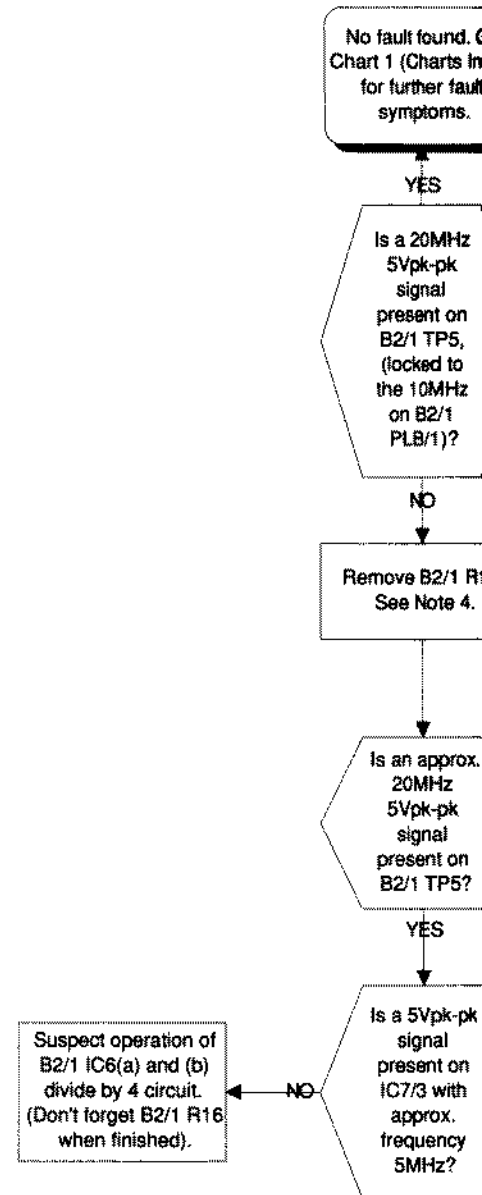 No fault found.
Chart 1 (Charts
for further fault
symptoms.
YES
Is a 20MHz
5Vpk-pk
signal
present on
B2/1 TP5,
(locked to
the 10MHz
on B2/1
PLB/1)?
NO
Remove B2/1
See Note 4.
Is an approx.
20MHz
5Vpk-pk
signal
present on
B2/1 TP5?
YES
Is a 5Vpk-pk
signal
present on
IC7/3 with
approx.
frequency
5MHz?
NO
Suspect operation of
B2/1 IC6(a) and (b)
divide by 4 circuit.
(Don't forget B2/1 R16
when finished).